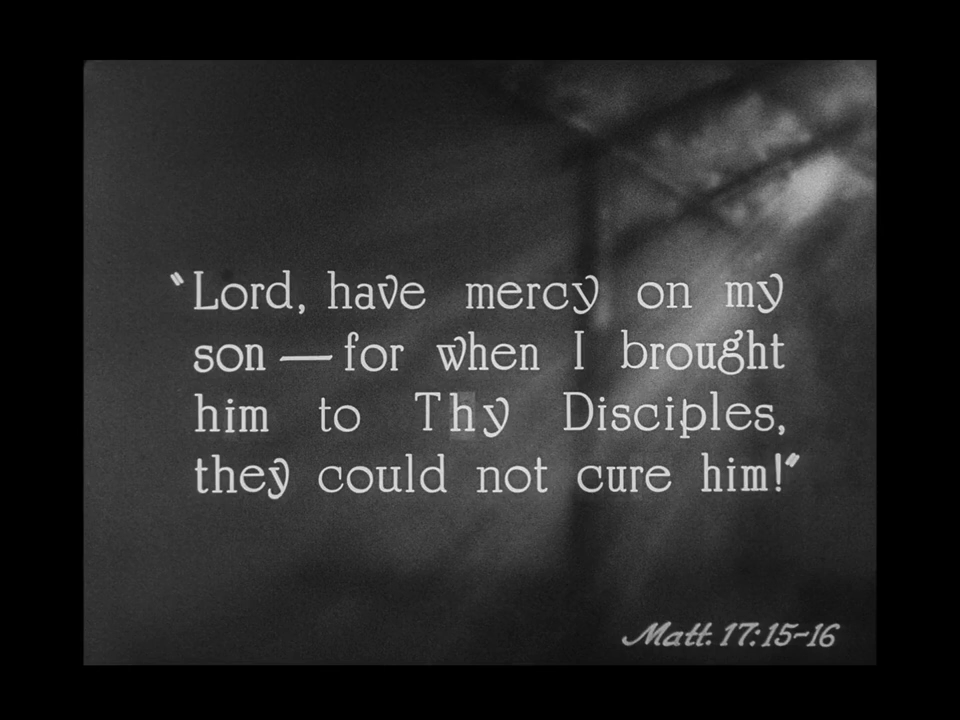 "Lord, have mercy on my
son — for when I brought
him to Thy Disciples,
they could not cure him!"
Matt. 17:15-16